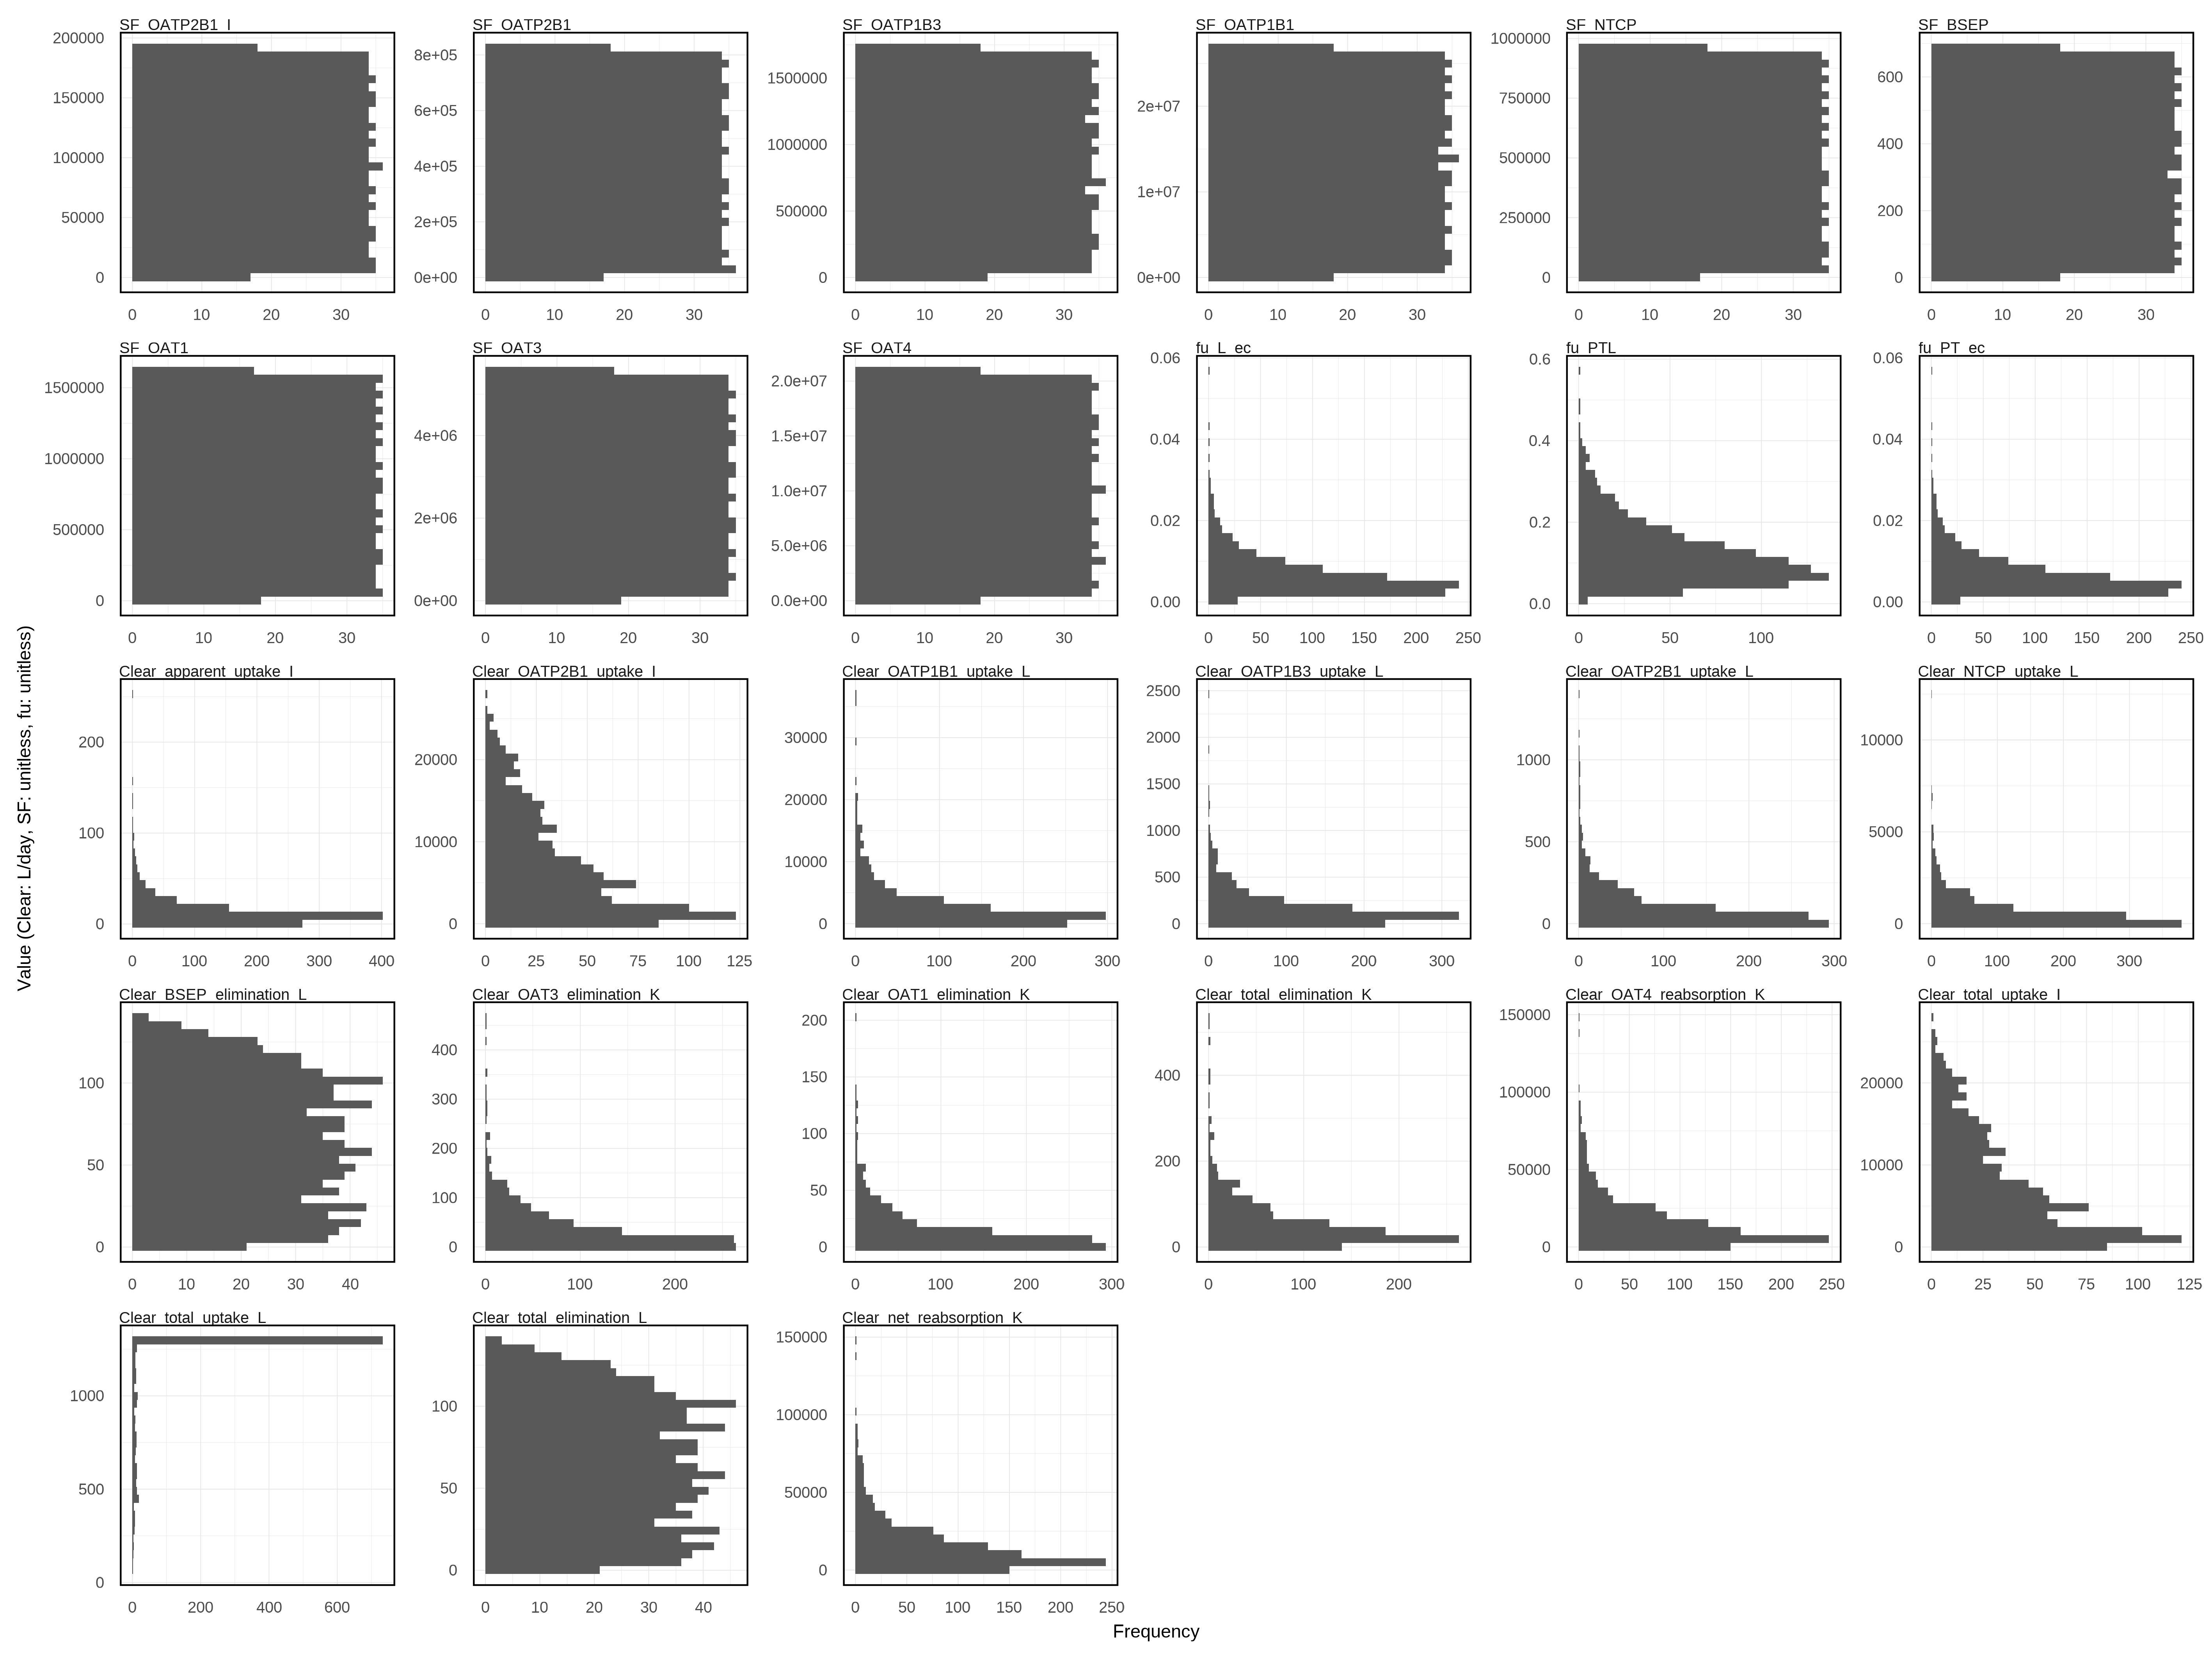 Value (Clear: L/day, SF: unitless, fu: unitless)
SF_OATP2B1_I SF_OATP2B1 SF_OATP1B3 SF_OATP1B1 SF_NTCP SF_BSEP
200000 150000 100000 50000 0
8e+05 6e+05 4e+05 2e+05 0e+00
1500000 1000000 500000 0
2e+07 1e+07 0e+00
1000000 750000 500000 250000 0
600 400 200 0
0 10 20 30 0 10 20 30 0 10 20 30 0 10 20 30 0 10 20 30 0 10 20 30
SF_OAT1 SF_OAT3 SF_OAT4 fu_L_ec fu_PTL fu_PT_ec
1500000 1000000 500000 0
4e+06 2e+06 0e+00
2.0e+07 1.5e+07 1.0e+07 5.0e+06 0.0e+00
0.06 0.04 0.02 0.00
0.6 0.4 0.2 0.0
0.06 0.04 0.02 0.00
0 10 20 30 0 10 20 30 0 10 20 30 0 50 100 150 200 250 0 50 100 0 50 100 150 200 250
Clear_apparent_uptake_I Clear_OATP2B1_uptake_I Clear_OATP1B1_uptake_L Clear_OATP1B3_uptake_L Clear_OATP2B1_uptake_L Clear_NTCP_uptake_L
200 100 0
20000 10000 0
30000 20000 10000 0
2500 2000 1500 1000 500 0
1000 500 0
10000 5000 0
0 100 200 300 400 0 25 50 75 100 125 0 100 200 300 0 100 200 300 0 100 200 300 0 100 200 300
Clear_BSEP_elimination_L Clear_OAT3_elimination_K Clear_OAT1_elimination_K Clear_total_elimination_K Clear_OAT4_reabsorption_K Clear_total_uptake_I
100 50 0
400 300 200 100 0
200 150 100 50 0
400 200 0
150000 100000 50000 0
20000 10000 0
0 10 20 30 40 0 100 200 0 100 200 300 0 100 200 0 50 100 150 200 250 0 25 50 75 100 125
Clear_total_uptake_L Clear_total_elimination_L Clear_net_reabsorption_K
1000 500 0
100 50 0
150000 100000 50000 0
0 200 400 600 0 10 20 30 40 0 50 100 150 200 250
Frequency